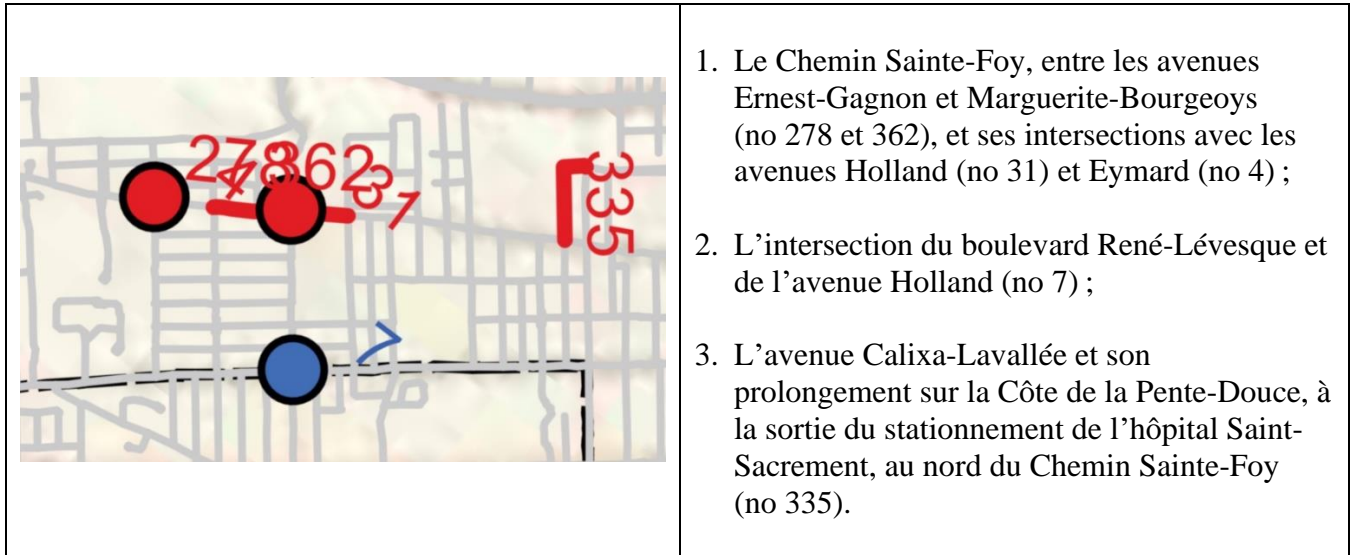 278
362
4
31
335
7
1. Le Chemin Sainte-Foy, entre les avenues
Ernest-Gagnon et Marguerite-Bourgeoys
(no 278 et 362), et ses intersections avec les
avenues Holland (no 31) et Eymard (no 4) ;
2. L’intersection du boulevard René-Lévesque et
de l’avenue Holland (no 7) ;
3. L’avenue Calixa-Lavallée et son
prolongement sur la Côte de la Pente-Douce, à
la sortie du stationnement de l’hôpital Saint-
Sacrement, au nord du Chemin Sainte-Foy
(no 335).